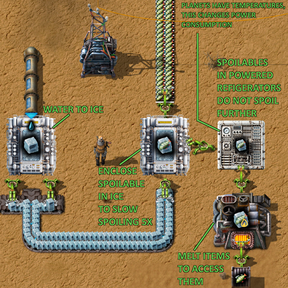 PLANETS HAVE TEMPERATURES,
THIS CHANGES POWER
CONSUMPTION
SPOILABLES
IN POWERED
REFRIGERATORS
DO NOT SPOIL
FURTHER
WATER TO ICE
ENCLOSE
SPOILABLE
IN ICE
TO SLOW
SPOILING 5X
MELT ITEMS
TO ACCESS
THEM